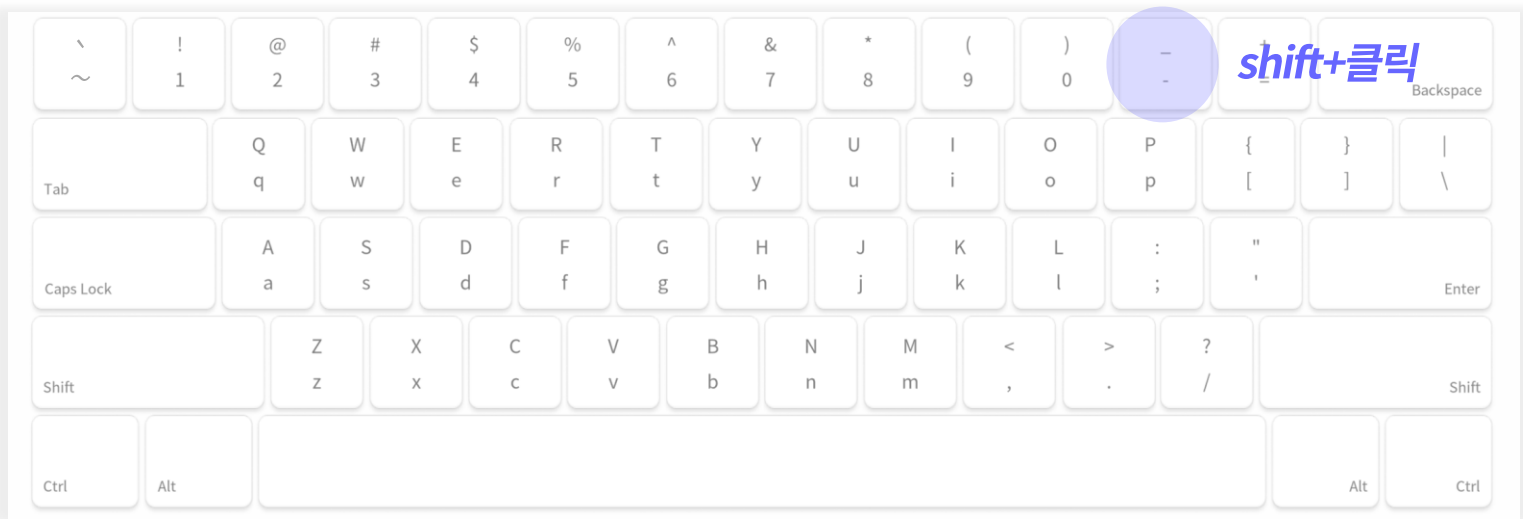 、 ! @ # $ % ^ & * ( ) _ + shift+클릭
~ 1 2 3 4 5 6 7 8 9 0 - = Backspace
Q W E R T Y U I O P { } |
Tab q w e r t y u i o p [ ] \
A S D F G H J K L : "
Caps Lock a s d f g h j k l ; ' Enter
Z X C V B N M < > ?
Shift z x c v b n m , . / Shift
Ctrl Alt Alt Ctrl